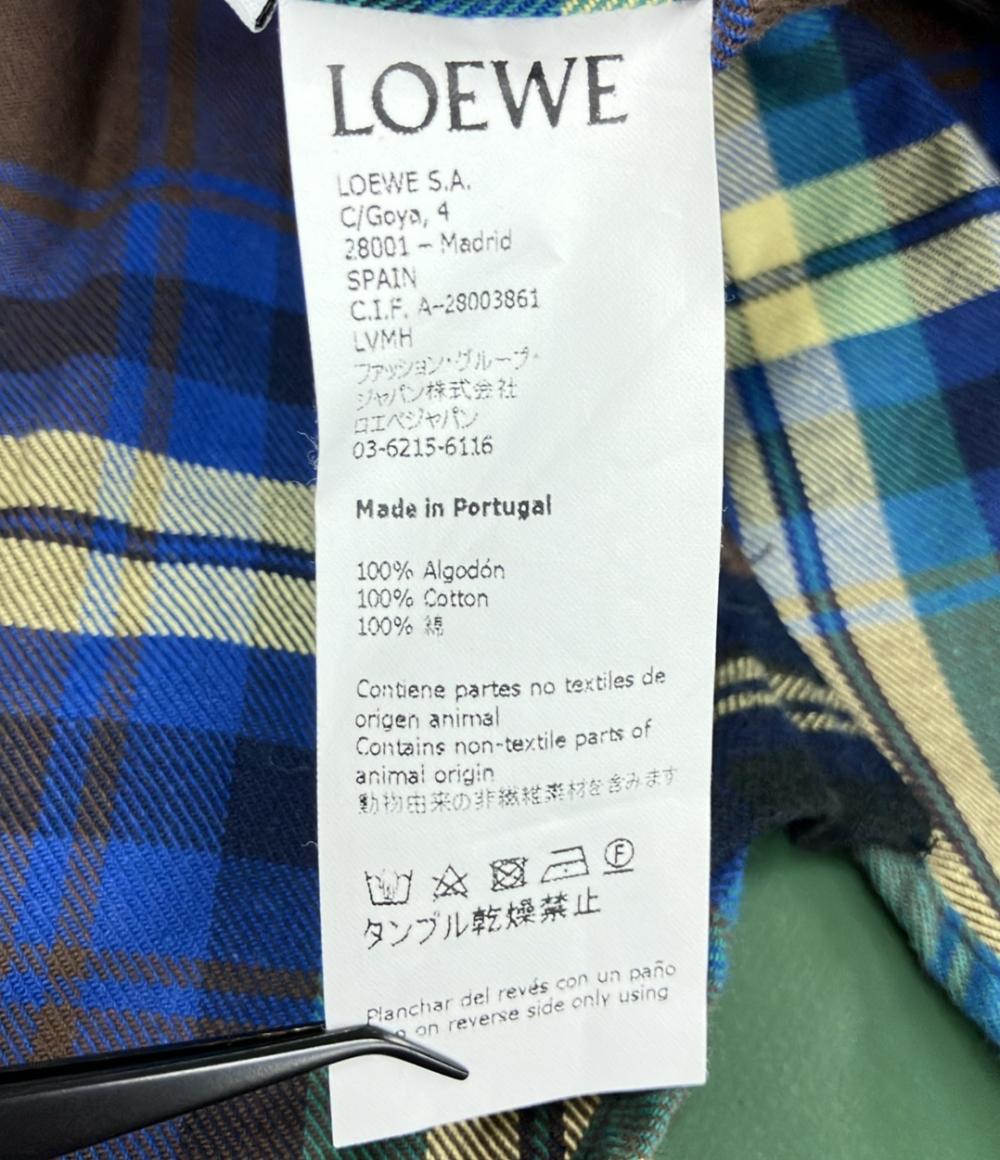 LOEWE
LOEWE S.A.
C/Goya, 4
28001 – Madrid
SPAIN
C.I.F. A-28003861
LVMH
ファッション・グループ・
ジャパン株式会社
ロエベジャパン
03-6215-6116
Made in Portugal
100% Algodón
100% Cotton
100% 綿
Contiene partes no textiles de
origen animal
Contains non-textile parts of
animal origin
動物由来の非繊維素材を含みます
F
タンブル乾燥禁止
Planchar del revés con un paño
on reverse side only using